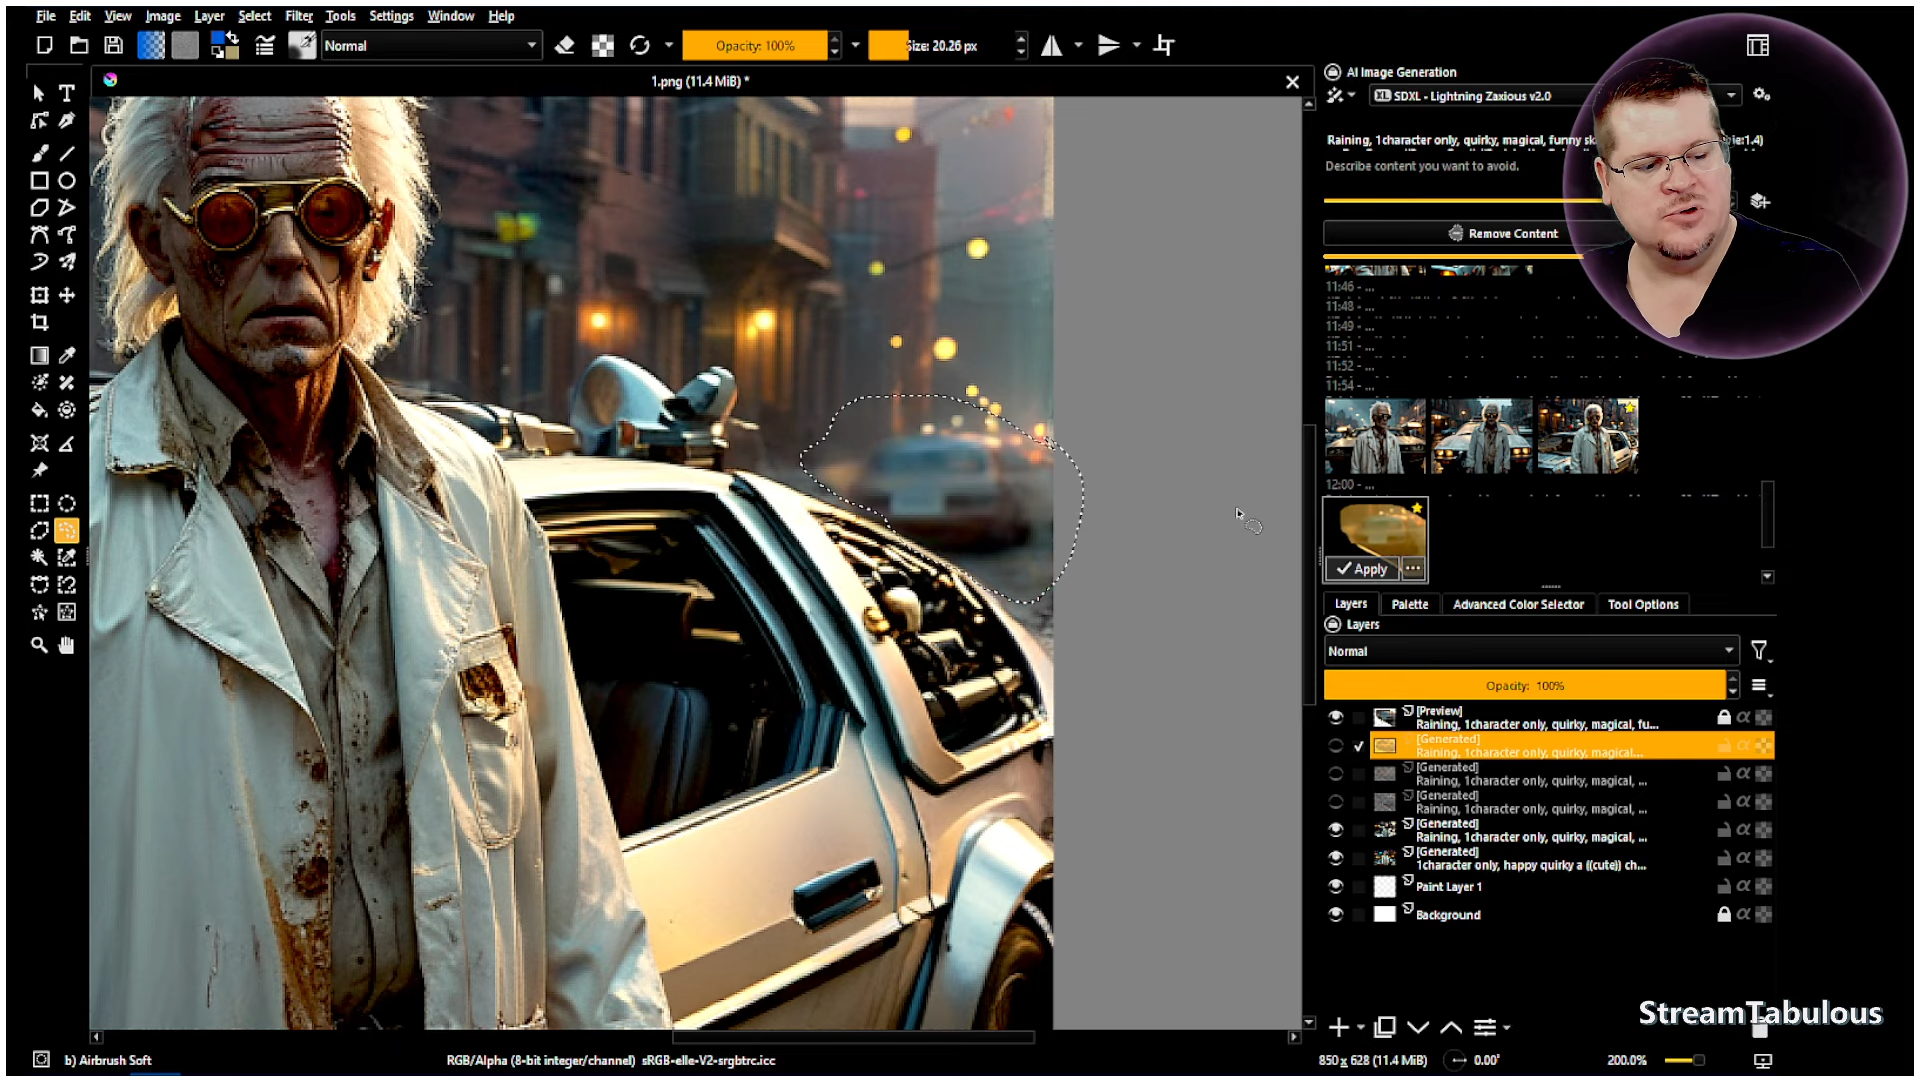 File Edit View Image Layer Select Filter Tools Settings Window Help
Normal Opacity: 100% Size: 20.26 px
1.png (11.4 MiB) *
AI Image Generation
XL SDXL - Lightning Zaxious v2.0
Raining, 1character only, quirky, magical, funny
Describe content you want to avoid.
Remove Content
11:46 - ...
11:48 - ...
11:49 - ...
11:51 - ...
11:52 - ...
11:54 - ...
12:00 - ...
Apply
Layers Palette Advanced Color Selector Tool Options
Layers
Normal
Opacity: 100%
[Preview]
Raining, 1character only, quirky, magical, fu...
[Generated]
Raining, 1character only, quirky, magical...
[Generated]
Raining, 1character only, quirky, magical, ...
[Generated]
Raining, 1character only, quirky, magical, ...
[Generated]
Raining, 1character only, quirky, magical, ...
[Generated]
1character only, happy quirky a ((cute)) ch...
Paint Layer 1
Background
StreamTabulous
b) Airbrush Soft RGB/Alpha (8-bit integer/channel) sRGB-elle-V2-srgbtrc.icc 850 x 628 (11.4 MiB) 0.00° 200.0%